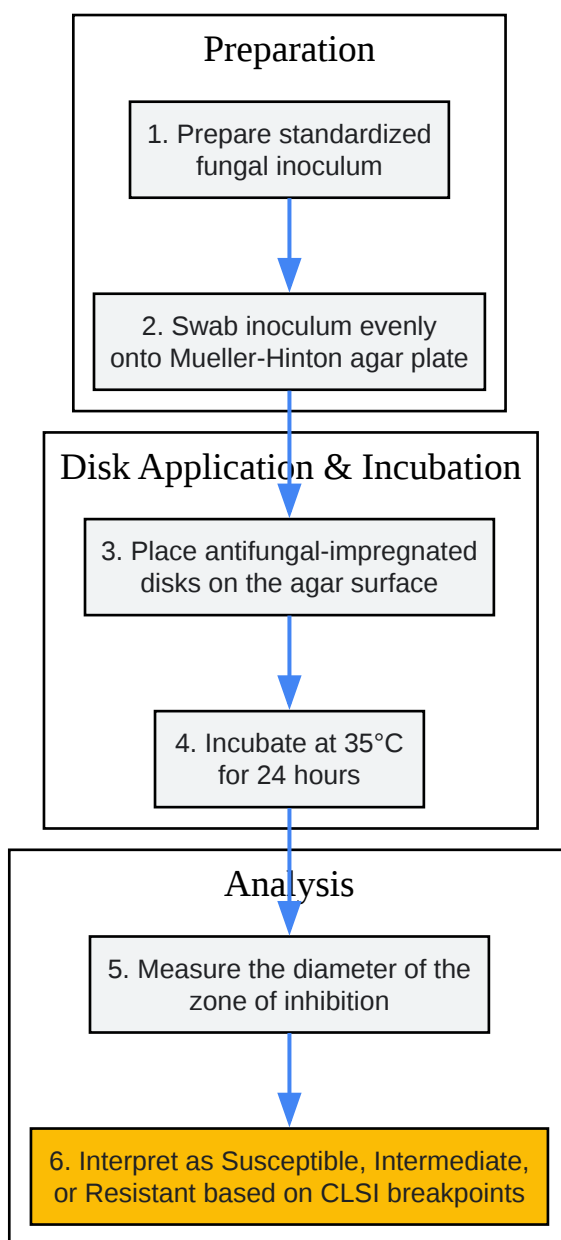 Preparation
1. Prepare standardized
fungal inoculum
2. Swab inoculum evenly
onto Mueller-Hinton agar plate
Disk Application & Incubation
3. Place antifungal-impregnated
disks on the agar surface
4. Incubate at 35°C
for 24 hours
Analysis
5. Measure the diameter of the
zone of inhibition
6. Interpret as Susceptible, Intermediate,
or Resistant based on CLSI breakpoints